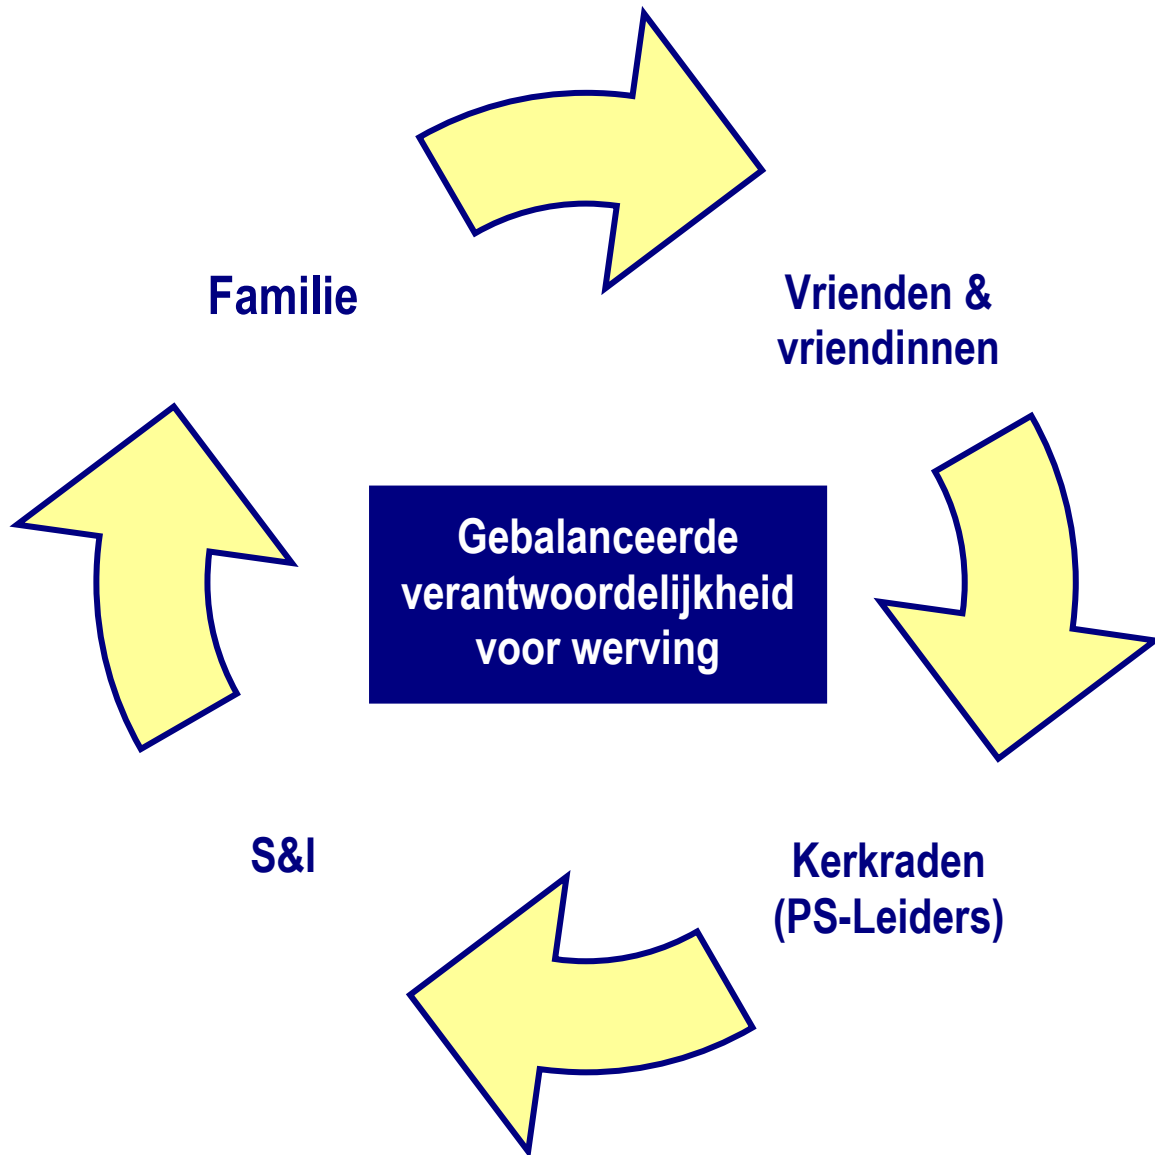 Familie
Vrienden &
vriendinnen
Gebalanceerde
verantwoordelijkheid
voor werving
S&I
Kerkraden
(PS-Leiders)